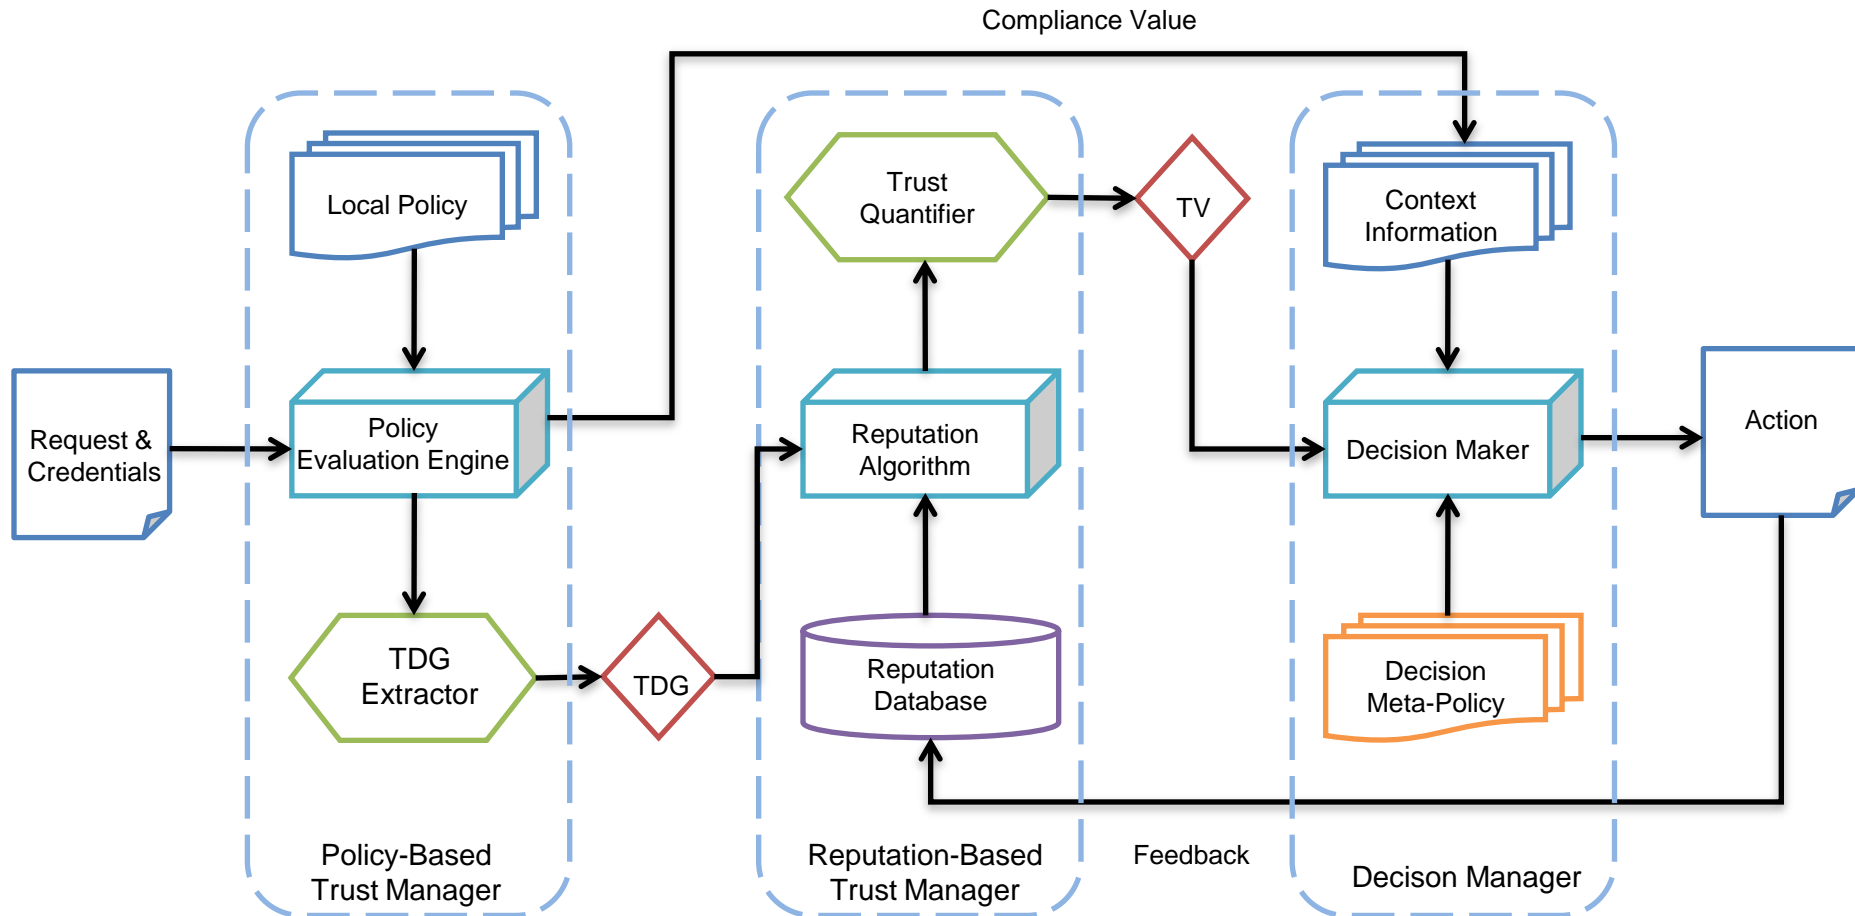 Compliance Value
Local Policy
Trust
Quantifier
TV
Context
Information
Request &
Credentials
Policy
Evaluation Engine
Reputation
Algorithm
Decision Maker
Action
TDG
Extractor
TDG
Reputation
Database
Decision
Meta-Policy
Policy-Based
Trust Manager
Reputation-Based
Trust Manager
Feedback
Decison Manager